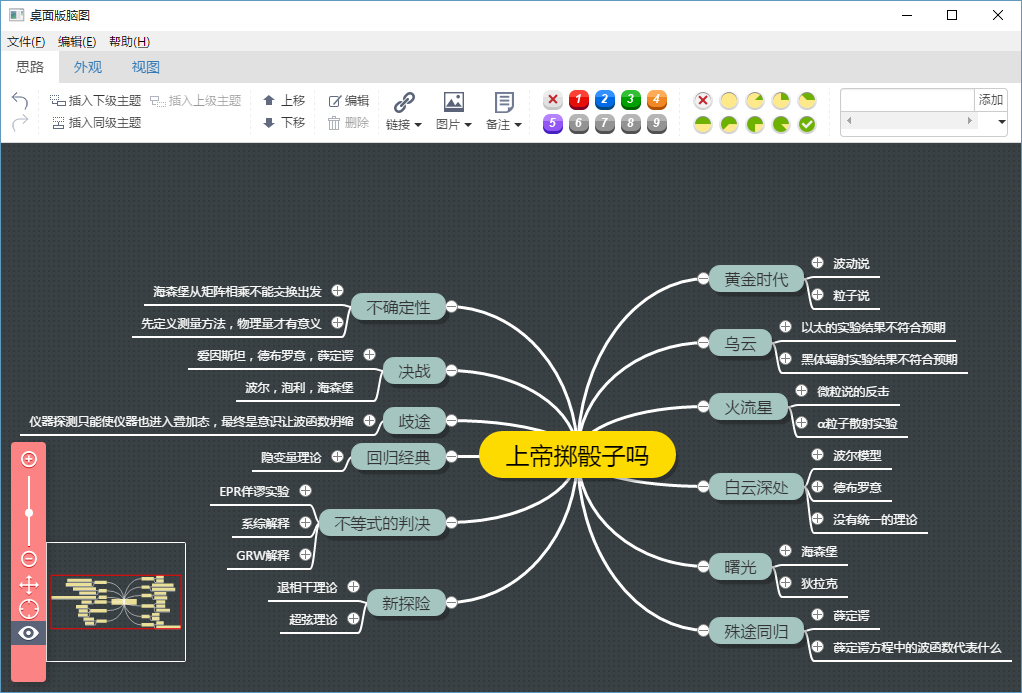 桌面版脑图
文件(F) 编辑(E) 帮助(H)
思路 外观 视图
插入下级主题 插入上级主题 上移 编辑 链接 图片 备注 1 2 3 4 添加
插入同级主题 下移 删除 5 6 7 8 9
上帝掷骰子吗
黄金时代
波动说
粒子说
乌云
以太的实验结果不符合预期
黑体辐射实验结果不符合预期
火流星
微粒说的反击
α粒子散射实验
白云深处
波尔模型
德布罗意
没有统一的理论
曙光
海森堡
狄拉克
殊途同归
薛定谔
薛定谔方程中的波函数代表什么
不确定性
海森堡从矩阵相乘不能交换出发
先定义测量方法，物理量才有意义
决战
爱因斯坦，德布罗意，薛定谔
波尔，泡利，海森堡
歧途
仪器探测只能使仪器也进入叠加态，最终是意识让波函数坍缩
回归经典
隐变量理论
不等式的判决
EPR佯谬实验
系综解释
GRW解释
新探险
退相干理论
超弦理论